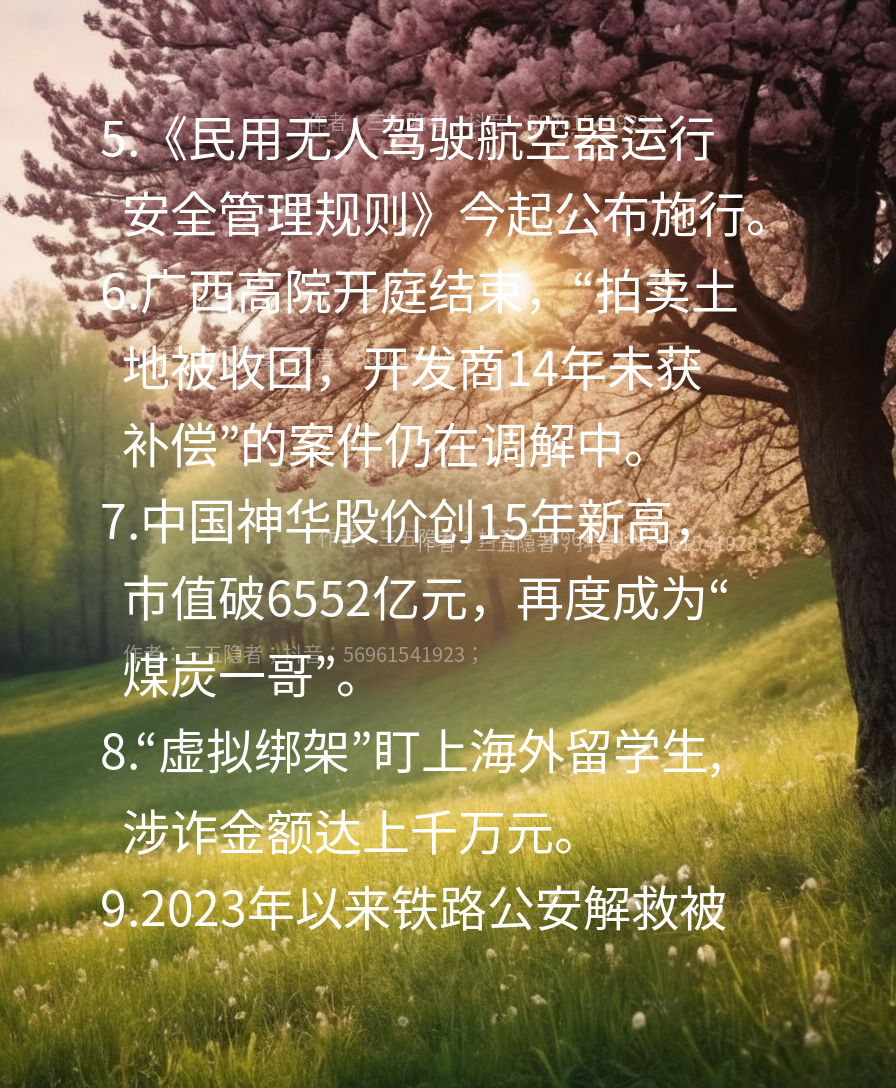 5.《民用无人驾驶航空器运行
安全管理规则》今起公布施行。
6.广西高院开庭结束，“拍卖土
地被收回，开发商14年未获
补偿”的案件仍在调解中。
7.中国神华股价创15年新高，
市值破6552亿元，再度成为“
作者：三五隐者；抖音：56961541923；
煤炭一哥”。
8.“虚拟绑架”盯上海外留学生,
涉诈金额达上千万元。
9.2023年以来铁路公安解救被